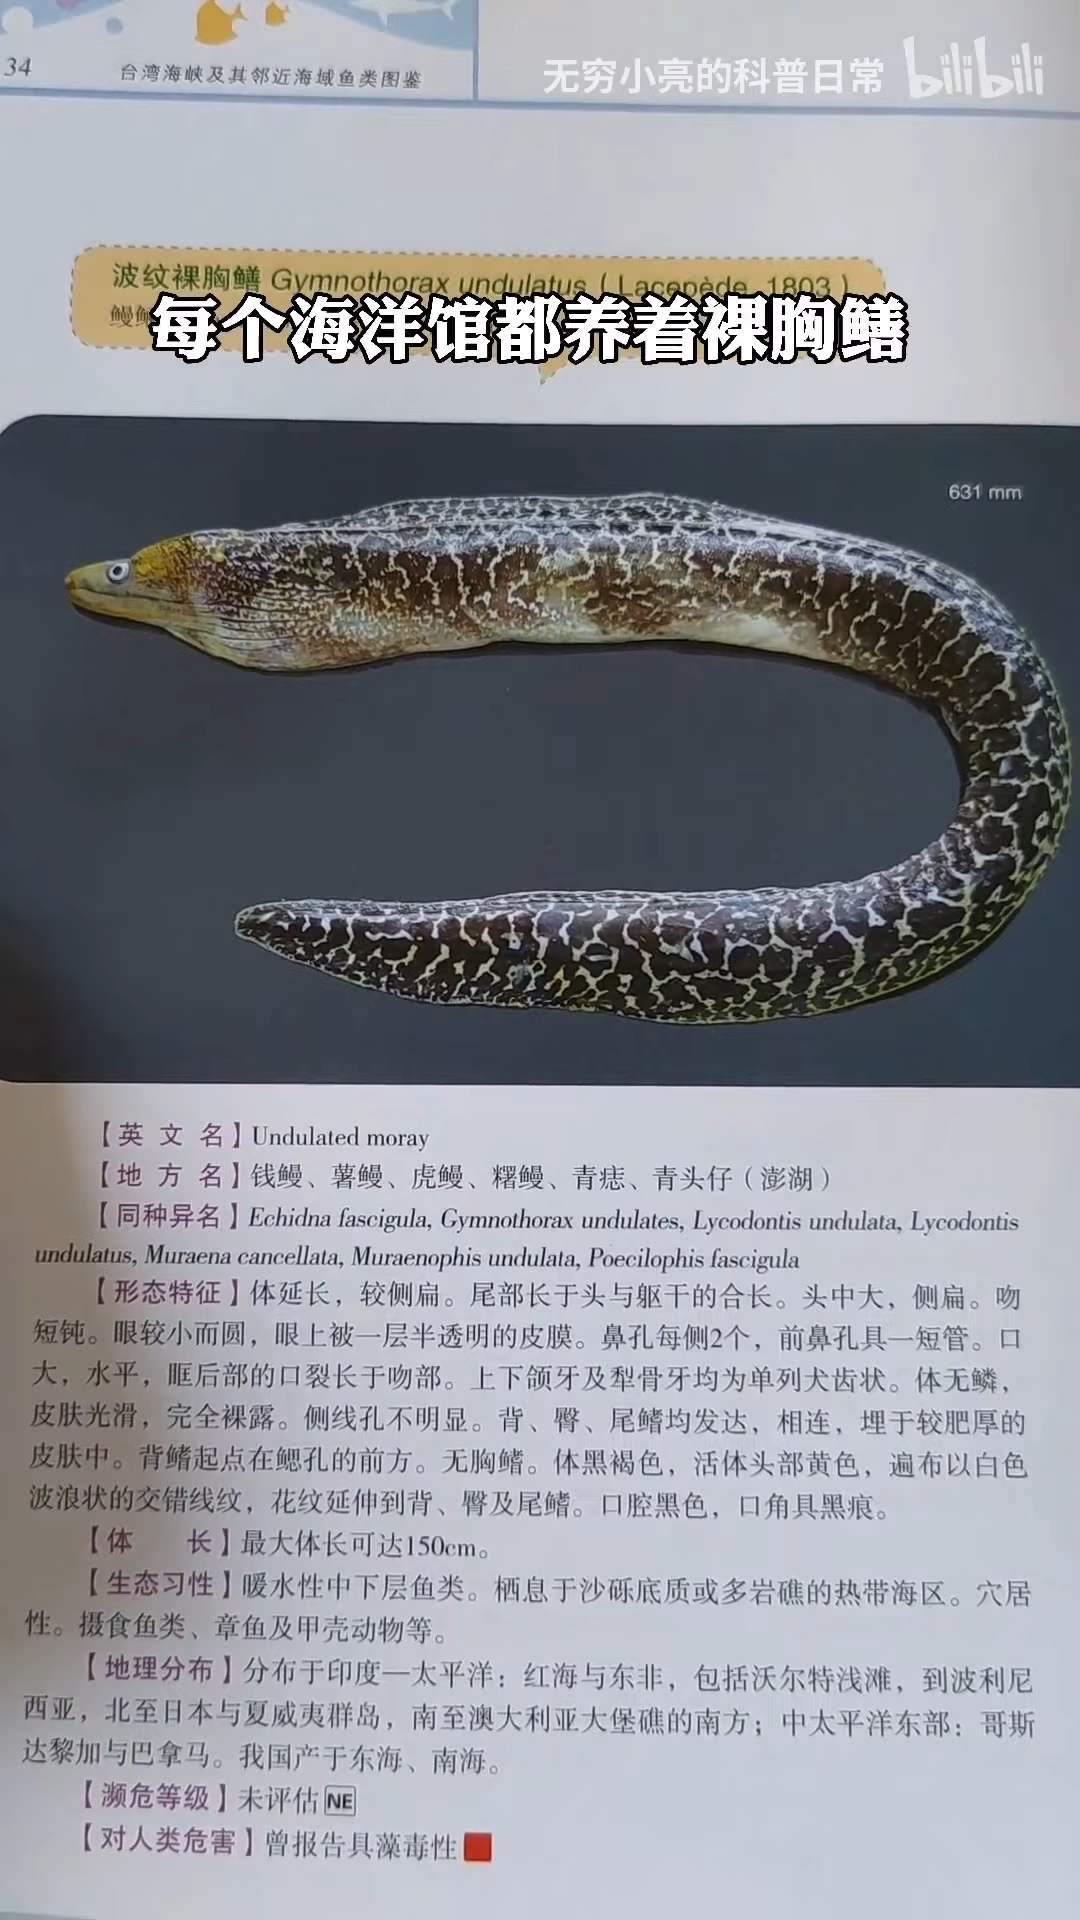 34
台湾海峡及其邻近海域鱼类图鉴
无穷小亮的科普日常 bilibili
波纹裸胸鳝 Gymnothorax undulatus (Lacepède, 1803)
每个海洋馆都养着裸胸鳝
631 mm
【英 文 名】Undulated moray
【地 方 名】钱鳗、薯鳗、虎鳗、糬鳗、青痣、青头仔（澎湖）
【同种异名】Echidna fascigula, Gymnothorax undulates, Lycodontis undulata, Lycodontis
undulatus, Muraena cancellata, Muraenophis undulata, Poecilophis fascigula
【形态特征】体延长，较侧扁。尾部长于头与躯干的合长。头中大，侧扁。吻
短钝。眼较小而圆，眼上被一层半透明的皮膜。鼻孔每侧2个，前鼻孔具一短管。口
大，水平，眶后部的口裂长于吻部。上下颌牙及犁骨牙均为单列犬齿状。体无鳞，
皮肤光滑，完全裸露。侧线孔不明显。背、臀、尾鳍均发达，相连，埋于较肥厚的
皮肤中。背鳍起点在鳃孔的前方。无胸鳍。体黑褐色，活体头部黄色，遍布以白色
波浪状的交错线纹，花纹延伸到背、臀及尾鳍。口腔黑色，口角具黑痕。
【体 长】最大体长可达150cm。
【生态习性】暖水性中下层鱼类。栖息于沙砾底质或多岩礁的热带海区。穴居
性。摄食鱼类、章鱼及甲壳动物等。
【地理分布】分布于印度—太平洋：红海与东非，包括沃尔特浅滩，到波利尼
西亚，北至日本与夏威夷群岛，南至澳大利亚大堡礁的南方；中太平洋东部：哥斯
达黎加与巴拿马。我国产于东海、南海。
【濒危等级】未评估 NE
【对人类危害】曾报告具藻毒性